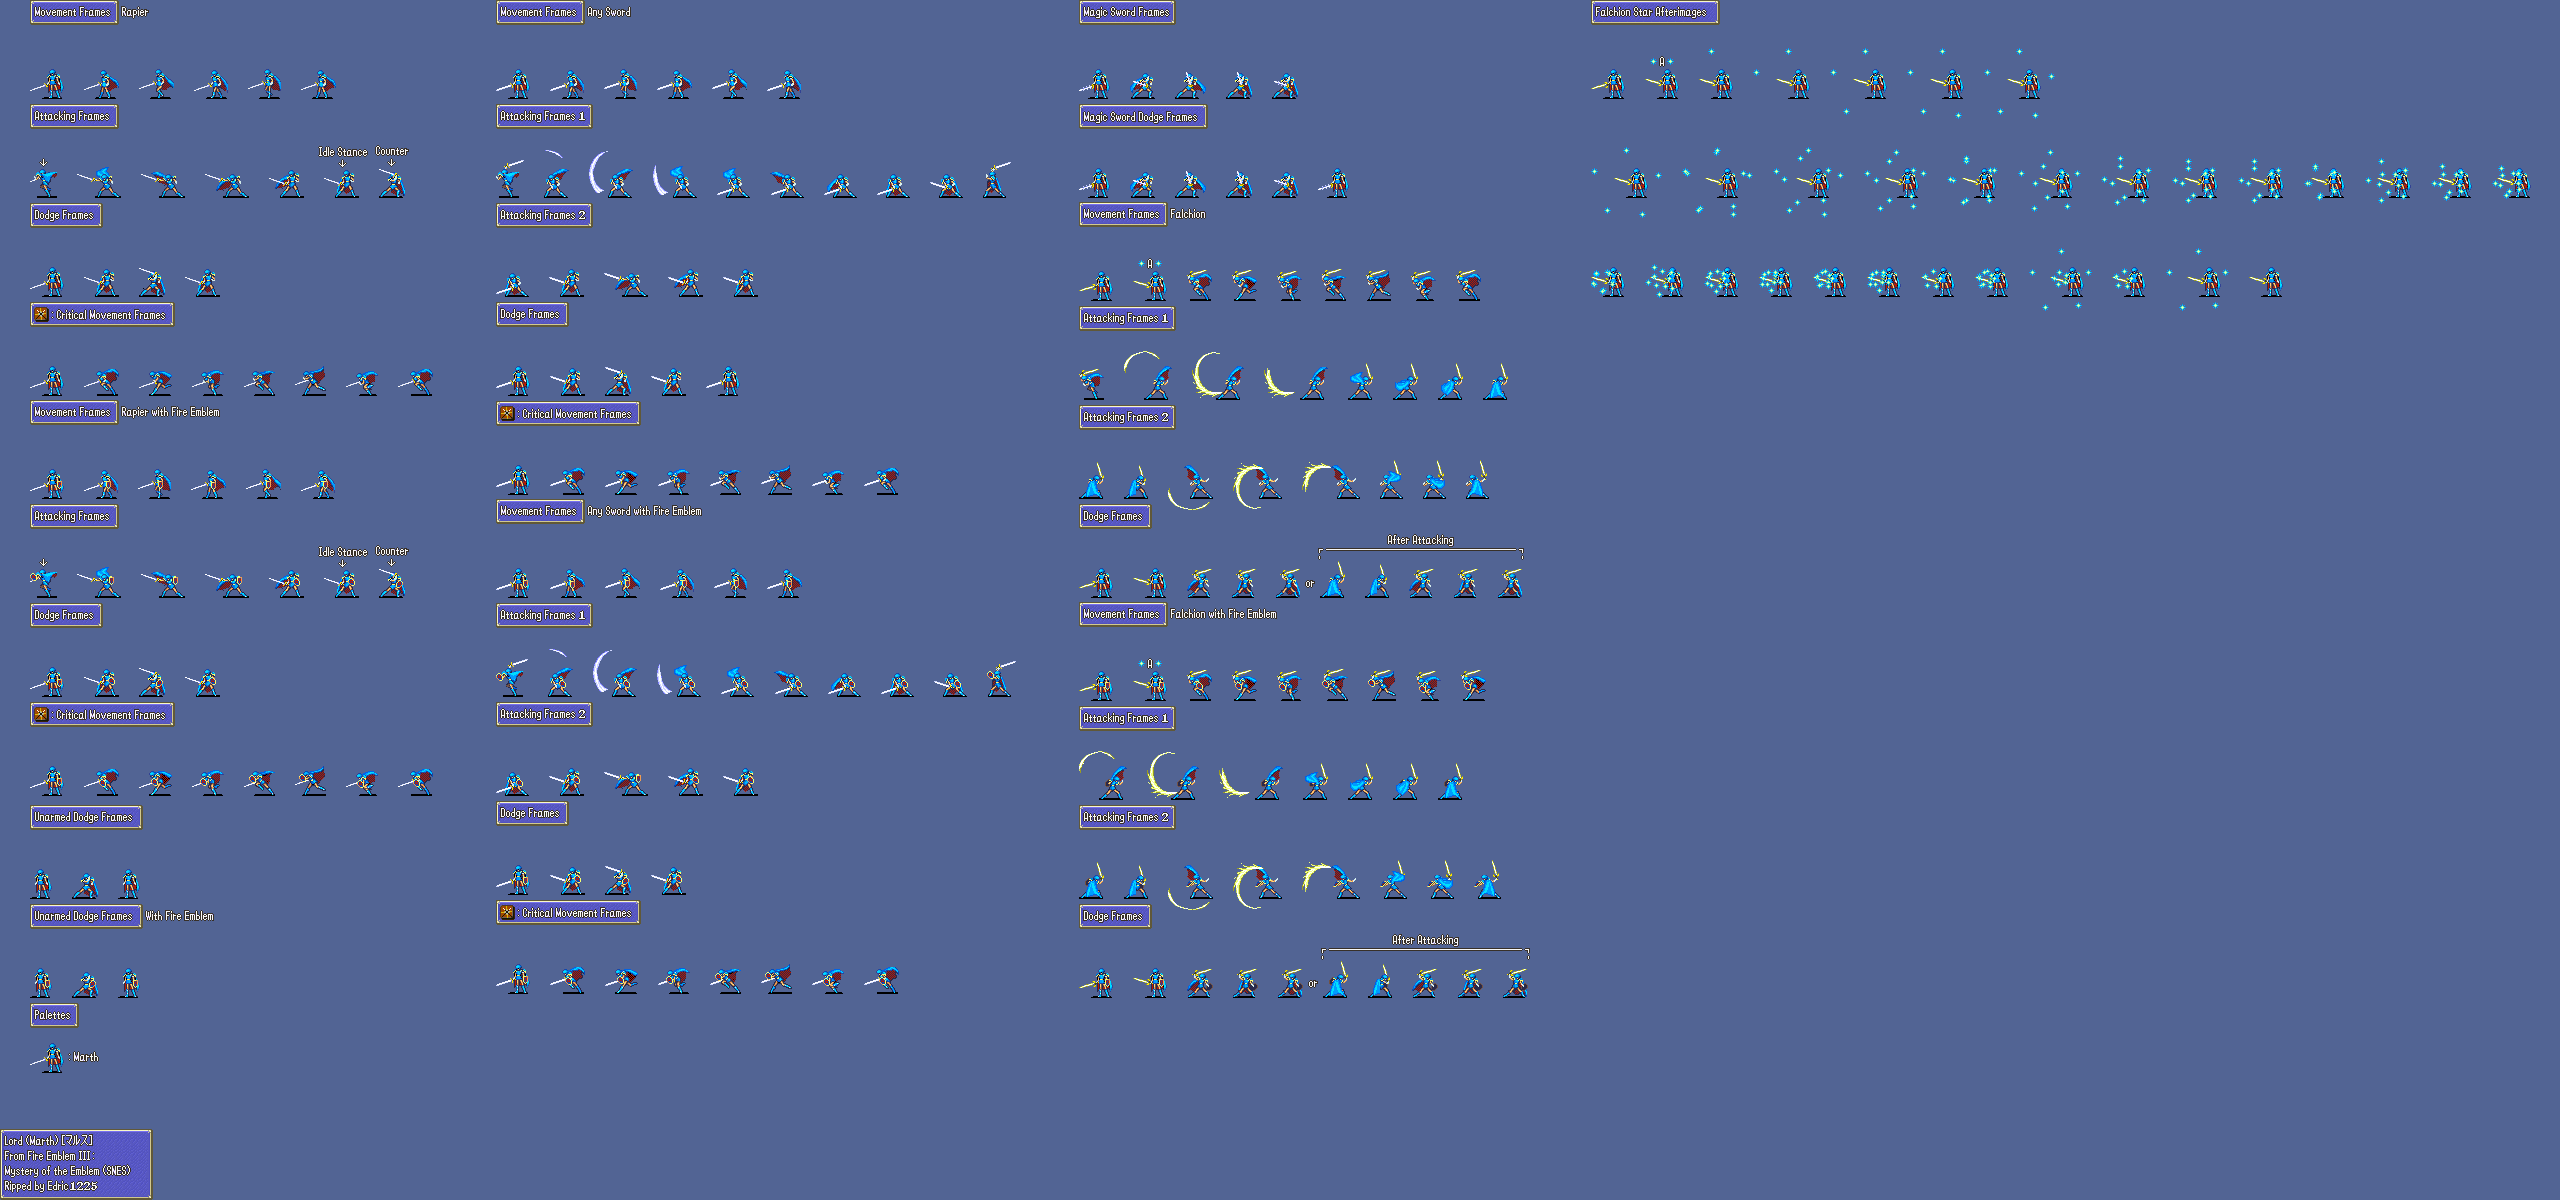 Movement Frames Rapier
Attacking Frames
Idle Stance Counter
Dodge Frames
: Critical Movement Frames
Movement Frames Rapier with Fire Emblem
Attacking Frames
Idle Stance Counter
Dodge Frames
: Critical Movement Frames
Unarmed Dodge Frames
Unarmed Dodge Frames With Fire Emblem
Palettes
: Marth
Lord (Marth) [マルス]
From Fire Emblem III:
Mystery of the Emblem (SNES)
Ripped by Edric1225
Movement Frames Any Sword
Attacking Frames 1
Attacking Frames 2
Dodge Frames
: Critical Movement Frames
Movement Frames Any Sword with Fire Emblem
Attacking Frames 1
Attacking Frames 2
Dodge Frames
: Critical Movement Frames
Magic Sword Frames
Magic Sword Dodge Frames
Movement Frames Falchion
A
Attacking Frames 1
Attacking Frames 2
Dodge Frames
After Attacking
or
Movement Frames Falchion with Fire Emblem
A
Attacking Frames 1
Attacking Frames 2
Dodge Frames
After Attacking
or
Falchion Star Afterimages
A